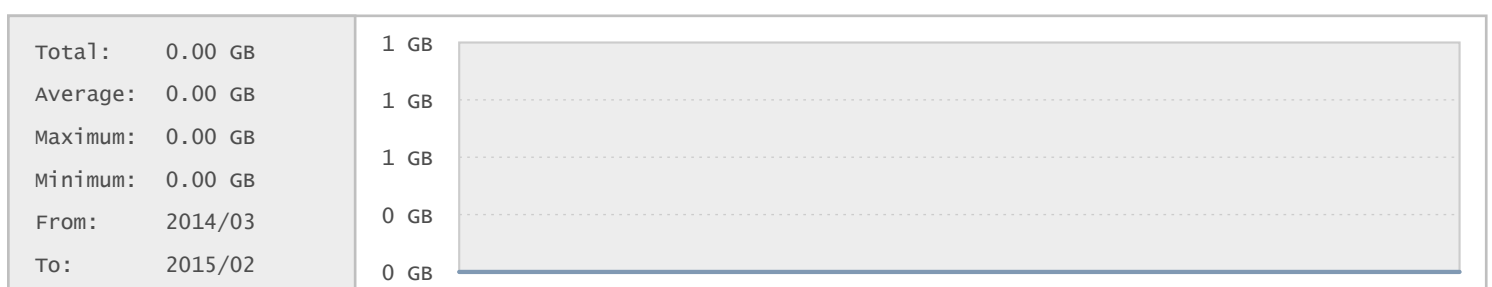 Total: 0.00 GB
Average: 0.00 GB
Maximum: 0.00 GB
Minimum: 0.00 GB
From: 2014/03
To: 2015/02
1 GB
1 GB
1 GB
0 GB
0 GB